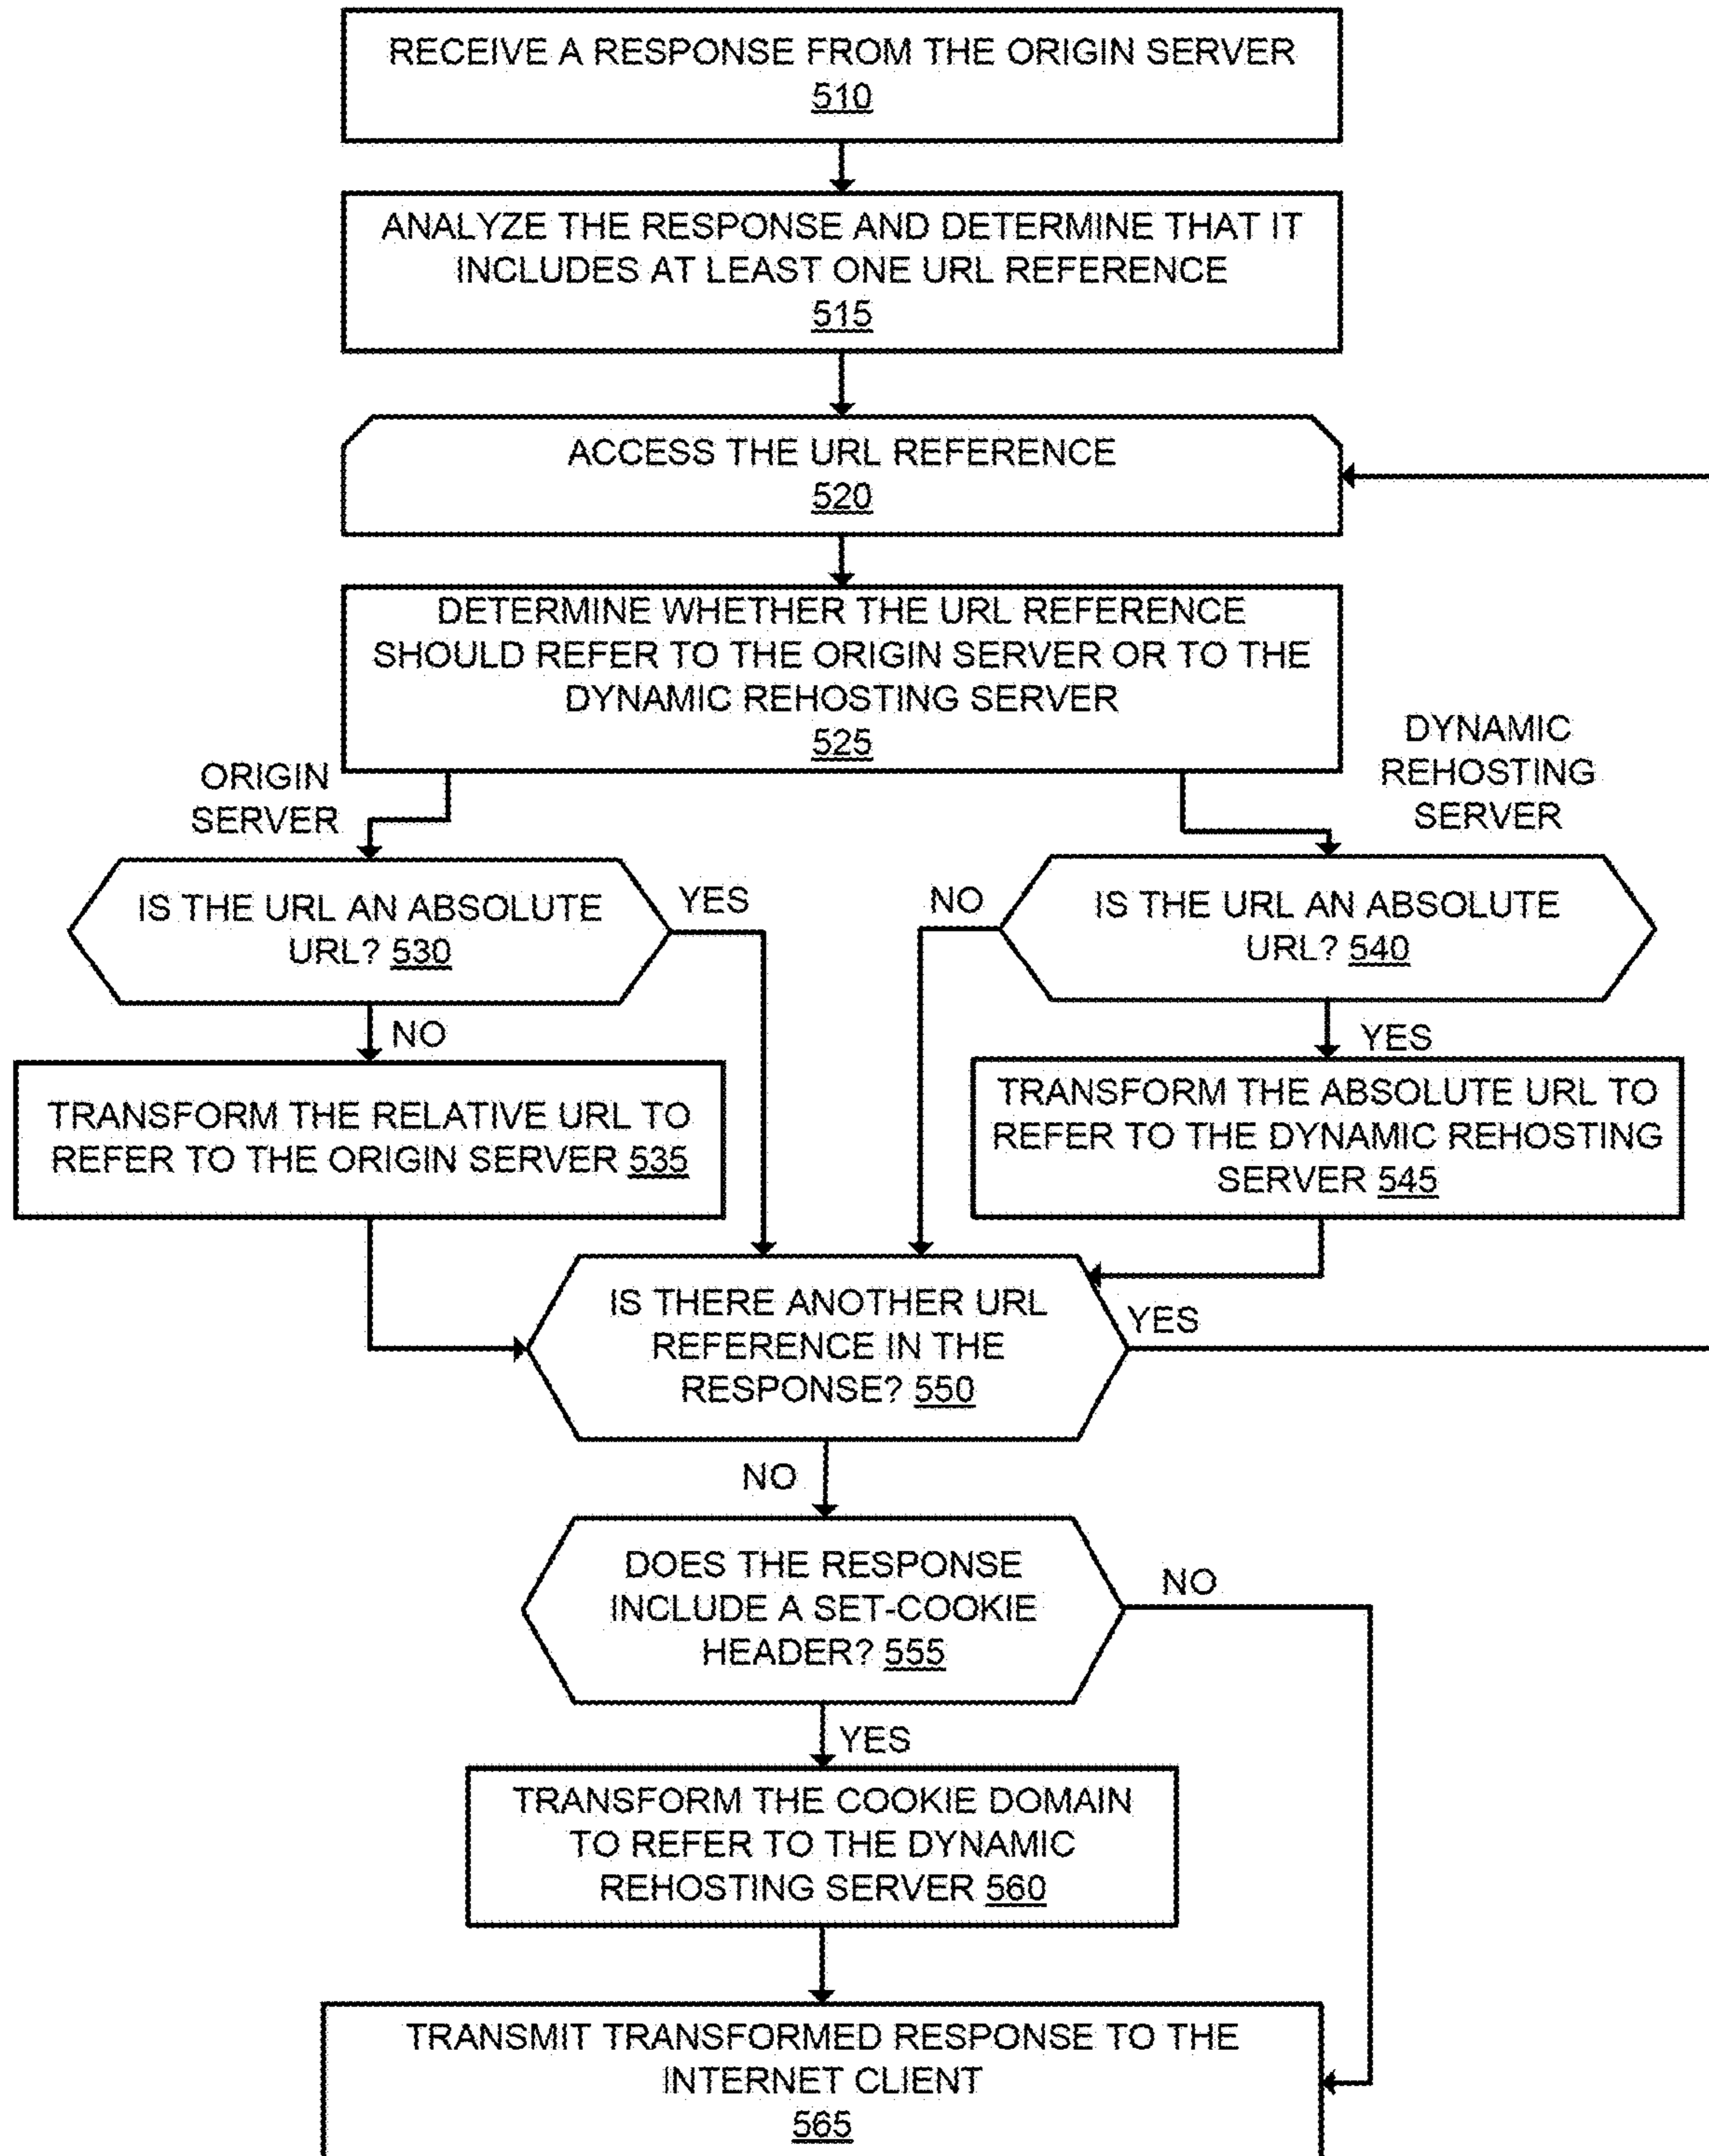 RECEIVE A RESPONSE FROM THE ORIGIN SERVER
510
ANALYZE THE RESPONSE AND DETERMINE THAT IT
INCLUDES AT LEAST ONE URL REFERENCE
515
ACCESS THE URL REFERENCE
520
DETERMINE WHETHER THE URL REFERENCE
SHOULD REFER TO THE ORIGIN SERVER OR TO THE
DYNAMIC REHOSTING SERVER
525
ORIGIN
SERVER
DYNAMIC
REHOSTING
SERVER
IS THE URL AN ABSOLUTE
URL? 530
YES
NO
NO
IS THE URL AN ABSOLUTE
URL? 540
YES
TRANSFORM THE RELATIVE URL TO
REFER TO THE ORIGIN SERVER 535
TRANSFORM THE ABSOLUTE URL TO
REFER TO THE DYNAMIC REHOSTING
SERVER 545
IS THERE ANOTHER URL
REFERENCE IN THE
RESPONSE? 550
YES
NO
DOES THE RESPONSE
INCLUDE A SET-COOKIE
HEADER? 555
NO
YES
TRANSFORM THE COOKIE DOMAIN
TO REFER TO THE DYNAMIC
REHOSTING SERVER 560
TRANSMIT TRANSFORMED RESPONSE TO THE
INTERNET CLIENT
565